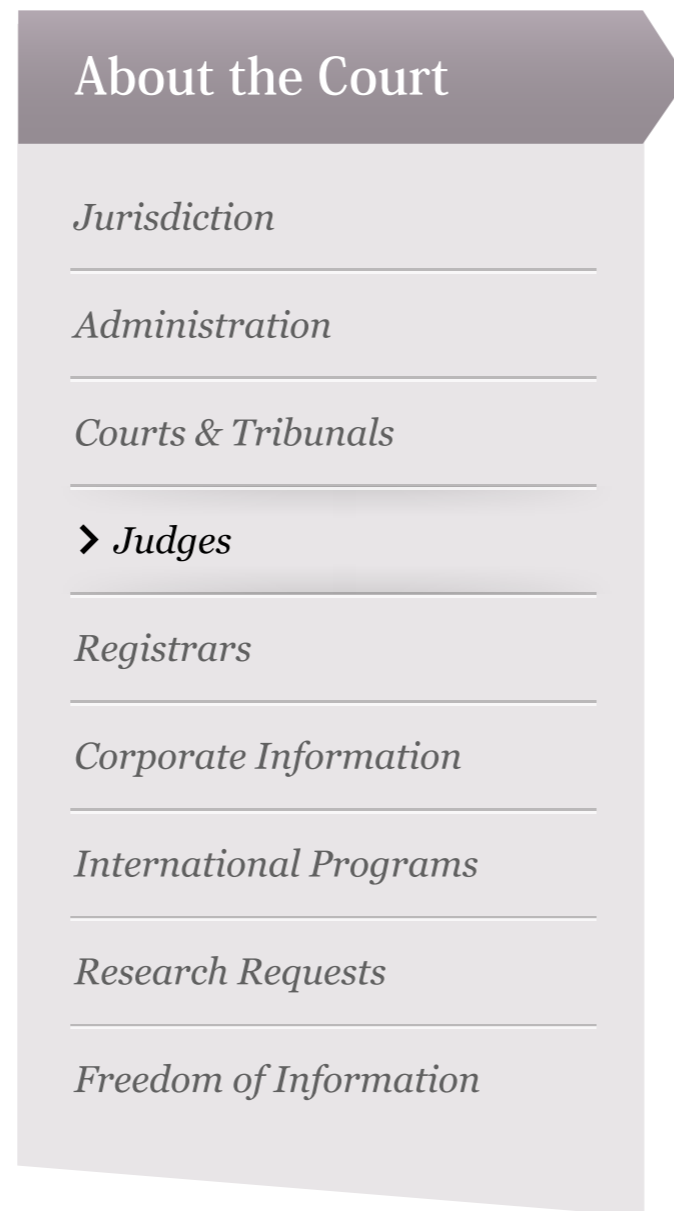 About the Court
Jurisdiction
Administration
Courts & Tribunals
Judges
Registrars
Corporate Information
International Programs
Research Requests
Freedom of Information